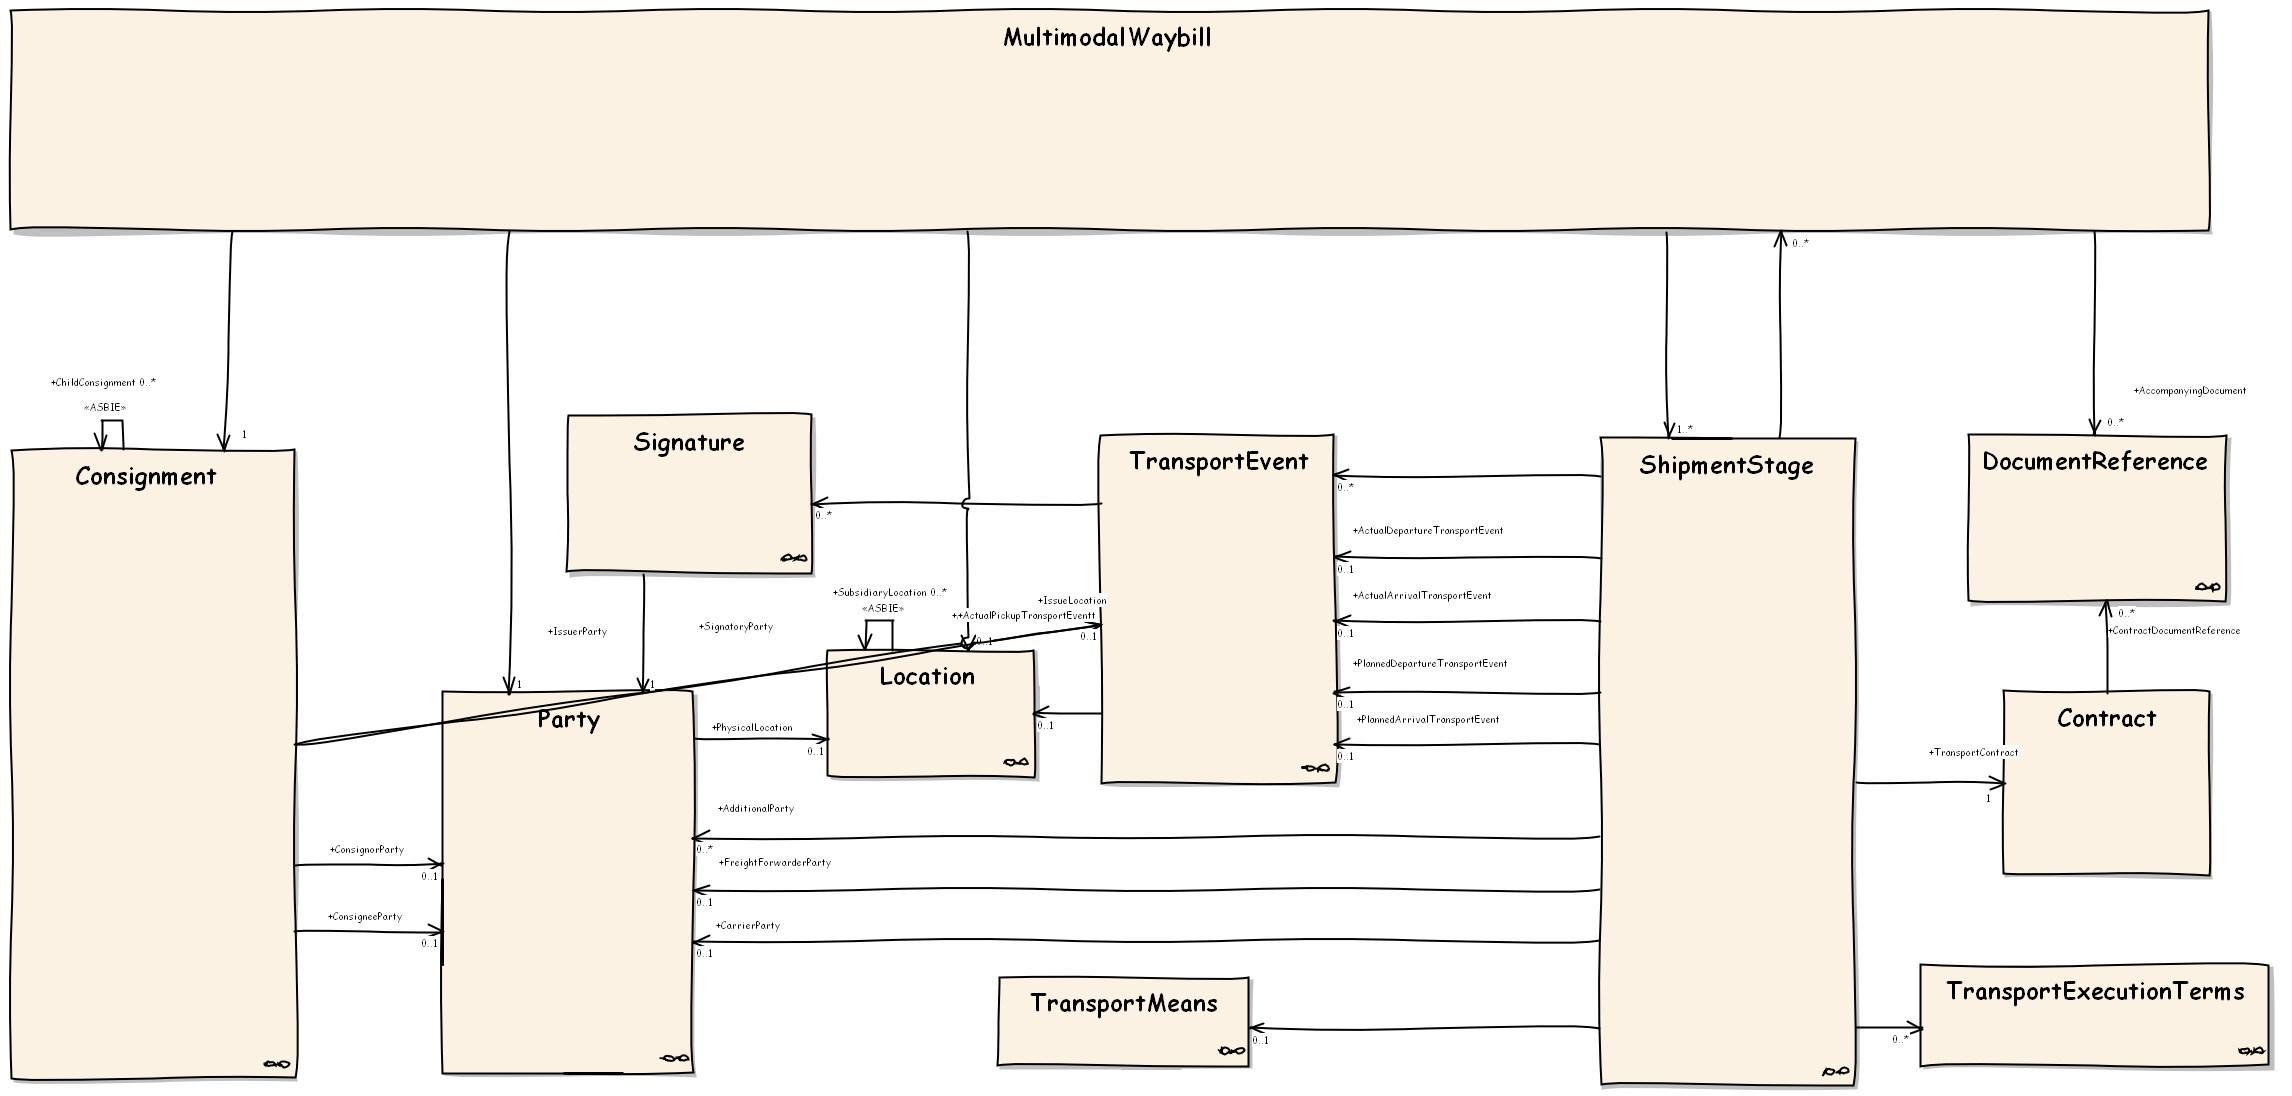 MultimodalWaybill
0..*
+ChildConsignment 0..*
«ASBIE»
1
1..*
+AccompanyingDocument
0..*
Consignment
Signature
0..*
TransportEvent
0..*
ShipmentStage
DocumentReference
+ActualDepartureTransportEvent
0..1
+ActualArrivalTransportEvent
0..1
+SubsidiaryLocation 0..*
«ASBIE»
+IssueLocation
+ActualPickupTransportEvent
0..1
0..1
+IssuerParty
1
+SignatoryParty
1
0..*
+ContractDocumentReference
+PlannedDepartureTransportEvent
0..1
+PlannedArrivalTransportEvent
0..1
Location
0..1
Party
+PhysicalLocation
0..1
Contract
+TransportContract
1
+AdditionalParty
0..*
+ConsignorParty
0..1
+FreightForwarderParty
0..1
+ConsigneeParty
0..1
+CarrierParty
0..1
TransportMeans
0..1
TransportExecutionTerms
0..*